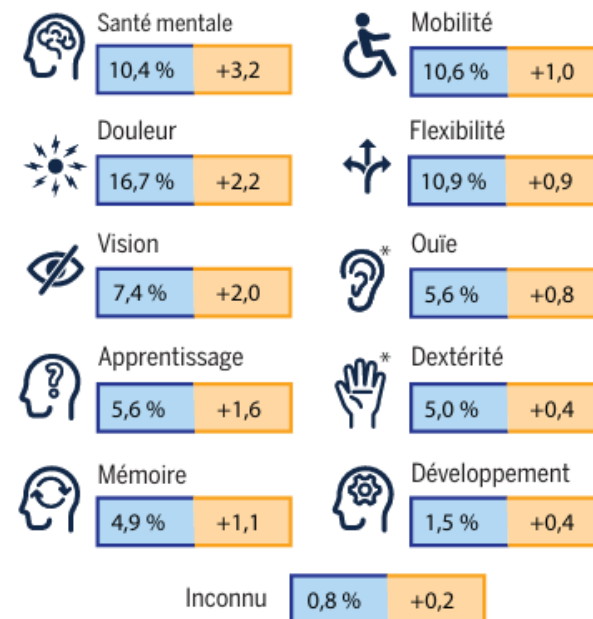 Santé mentale
10,4 % +3,2
Mobilité
10,6 % +1,0
Douleur
16,7 % +2,2
Flexibilité
10,9 % +0,9
Vision
7,4 % +2,0
* Ouïe
5,6 % +0,8
Apprentissage
?
5,6 % +1,6
* Dextérité
5,0 % +0,4
Mémoire
4,9 % +1,1
Développement
1,5 % +0,4
Inconnu 0,8 % +0,2